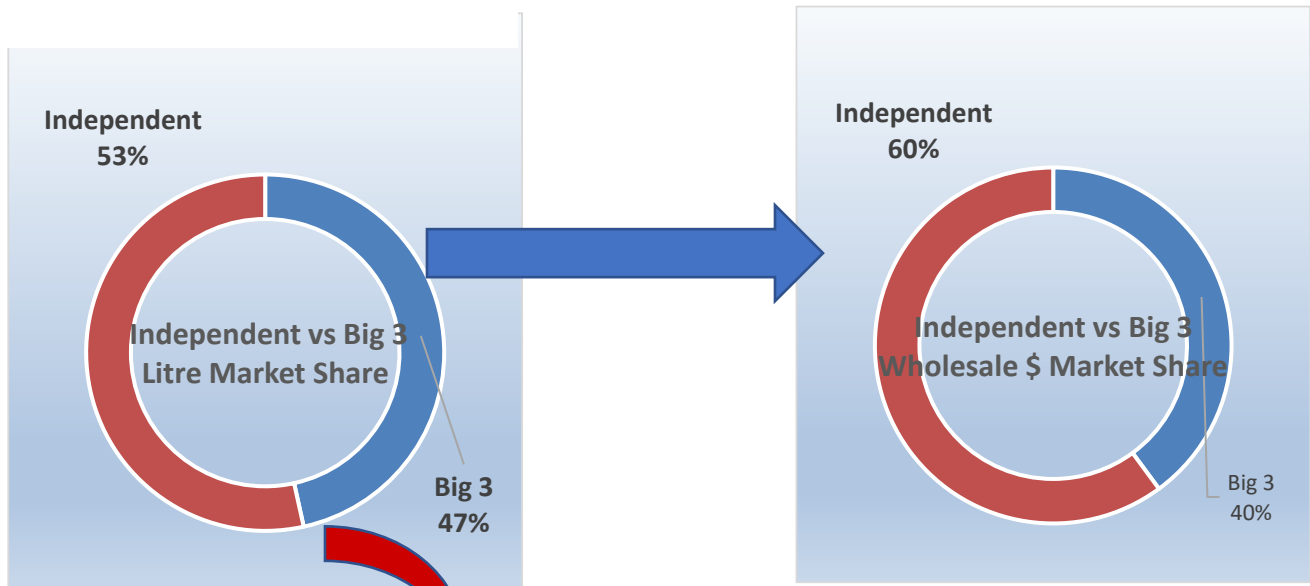 Independent
53%
Independent vs Big 3
Litre Market Share
Big 3
47%
Independent
60%
Independent vs Big 3
Wholesale $ Market Share
Big 3
40%